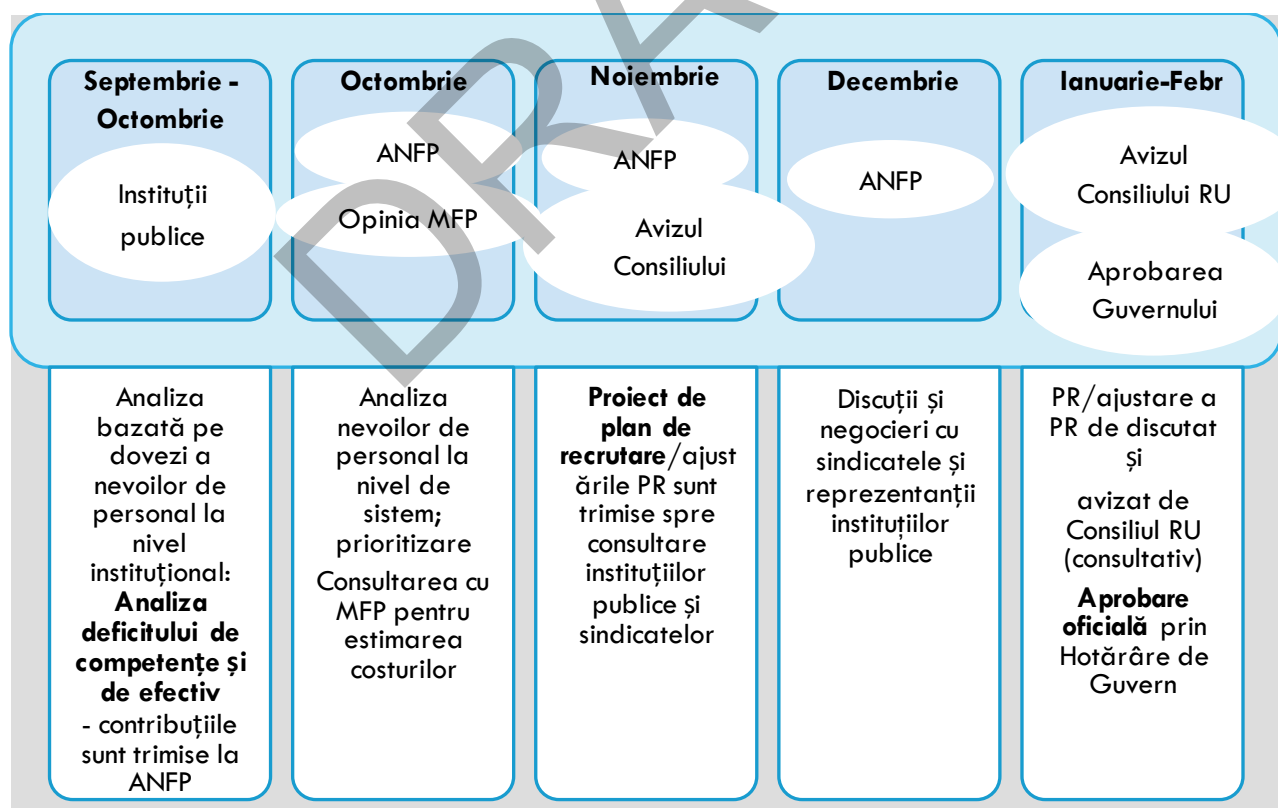 Septembrie -
Octombrie
Instituții
publice
Octombrie
ANFP
Opinia MFP
Noiembrie
ANFP
Avizul
Consiliului
Decembrie
ANFP
Ianuarie-Febr
Avizul
Consiliului RU
Aprobarea
Guvernului
Analiza
bazată pe
dovezi a
nevoilor de
personal la
nivel
instituțional:
Analiza
deficitului de
competențe și
de efectiv
- contribuțiile
sunt trimise la
ANFP
Analiza
nevoilor de
personal la
nivel de
sistem;
prioritizare
Consultarea cu
MFP pentru
estimarea
costurilor
Proiect de
plan de
recrutare/ajust
ările PR sunt
trimise spre
consultare
instituțiilor
publice și
sindicatelor
Discuții și
negocieri cu
sindicatele și
reprezentanții
instituțiilor
publice
PR/ajustare a
PR de discutat
și
avizat de
Consiliul RU
(consultativ)
Aprobare
oficială prin
Hotărâre de
Guvern
DRA